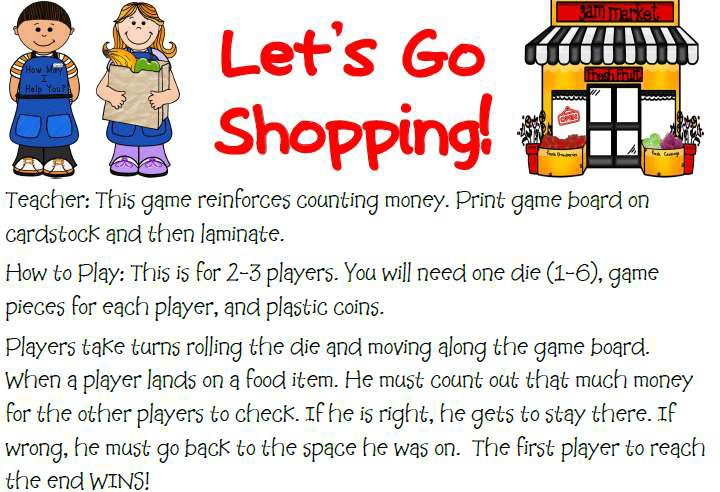 Let's Go
Shopping!
How May
I
Help You?
Jam market
Fresh Fruit
OPEN
Teacher: This game reinforces counting money. Print game board on
cardstock and then laminate.
How to Play: This is for 2-3 players. You will need one die (1-6), game
pieces for each player, and plastic coins.
Players take turns rolling the die and moving along the game board.
When a player lands on a food item. He must count out that much money
for the other players to check. If he is right, he gets to stay there. If
wrong, he must go back to the space he was on. The first player to reach
the end WINS!